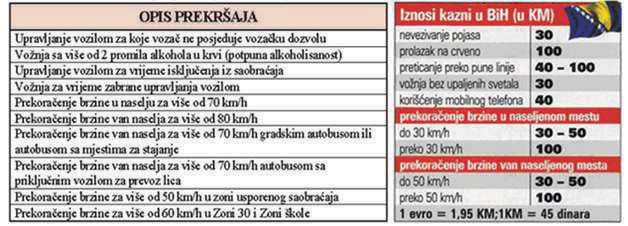 OPIS PREKRŠAJA
Upravljanje vozilom za koje vozač ne posjeduje vozačku dozvolu
Vožnja sa više od 2 promila alkohola u krvi (potpuna alkoholisanost)
Upravljanje vozilom za vrijeme isključenja iz saobraćaja
Vožnja za vrijeme zabrane upravljanja vozilom
Prekoračenje brzine u naselju za više od 70 km/h
Prekoračenje brzine van naselja za više od 80 km/h
Prekoračenje brzine van naselja za više od 70 km/h gradskim autobusom ili
autobusom sa mjestima za stajanje
Prekoračenje brzine van naselja za više od 70 km/h autobusom sa
priključnim vozilom za prevoz lica
Prekoračenje brzine za više od 50 km/h u zoni usporenog saobraćaja
Prekoračenje brzine za više od 60 km/h u Zoni 30 i Zoni škole
Iznosi kazni u BiH (u KM)
nevezivanje pojasa 30
prolazak na crveno 100
preticanje preko pune linije 40 – 100
vožnja bez upaljenih svetala 30
korišćenje mobilnog telefona 40
prekoračenje brzine u naseljenom mestu
do 30 km/h 30 – 50
preko 30 km/h 100
prekoračenje brzine van naseljenog mesta
do 50 km/h 30 – 50
preko 50 km/h 100
1 evro = 1,95 KM;1KM = 45 dinara